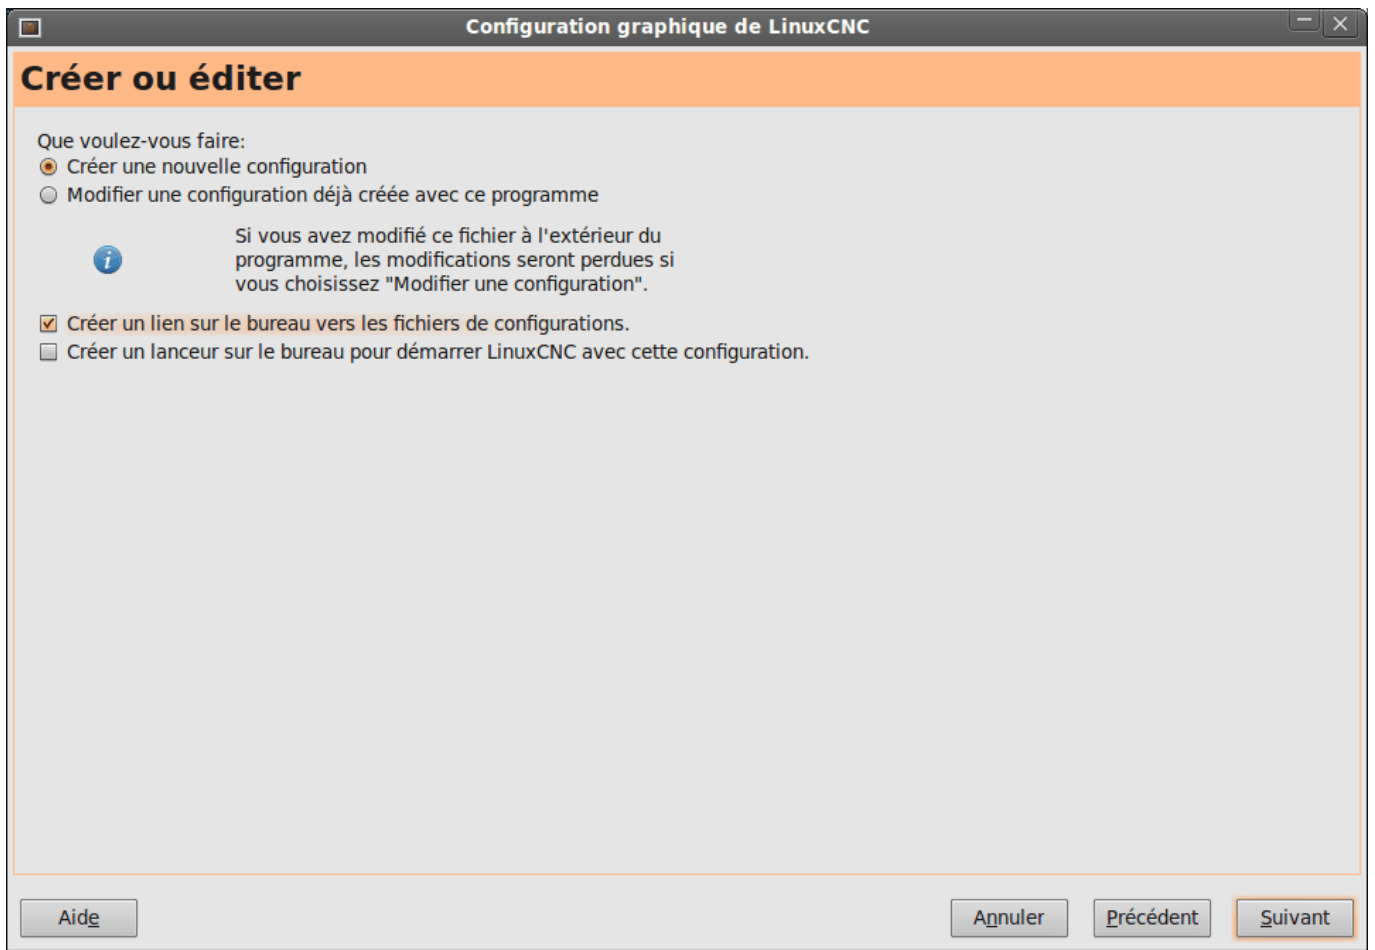 Configuration graphique de LinuxCNC
Créer ou éditer
Que voulez-vous faire:
Créer une nouvelle configuration
Modifier une configuration déjà créée avec ce programme
Si vous avez modifié ce fichier à l'extérieur du
programme, les modifications seront perdues si
vous choisissez "Modifier une configuration".
Créer un lien sur le bureau vers les fichiers de configurations.
Créer un lanceur sur le bureau pour démarrer LinuxCNC avec cette configuration.
Aide
Annuler
Précédent
Suivant